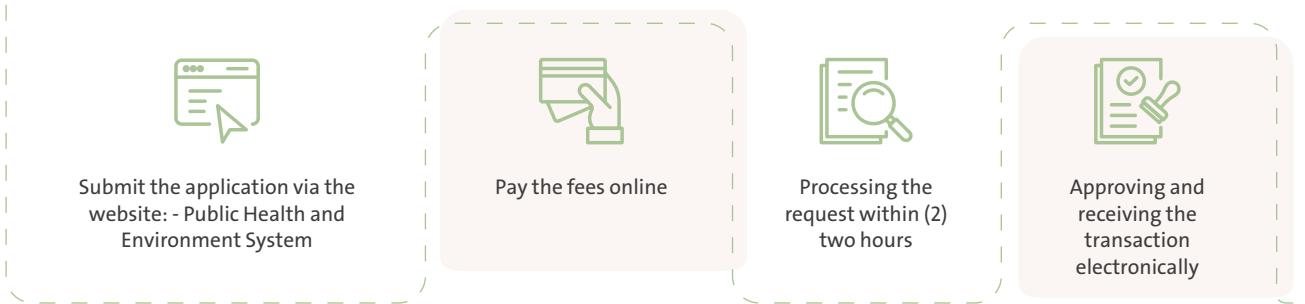 Submit the application via the
website: - Public Health and
Environment System
Pay the fees online
Processing the
request within (2)
two hours
Approving and
receiving the
transaction
electronically